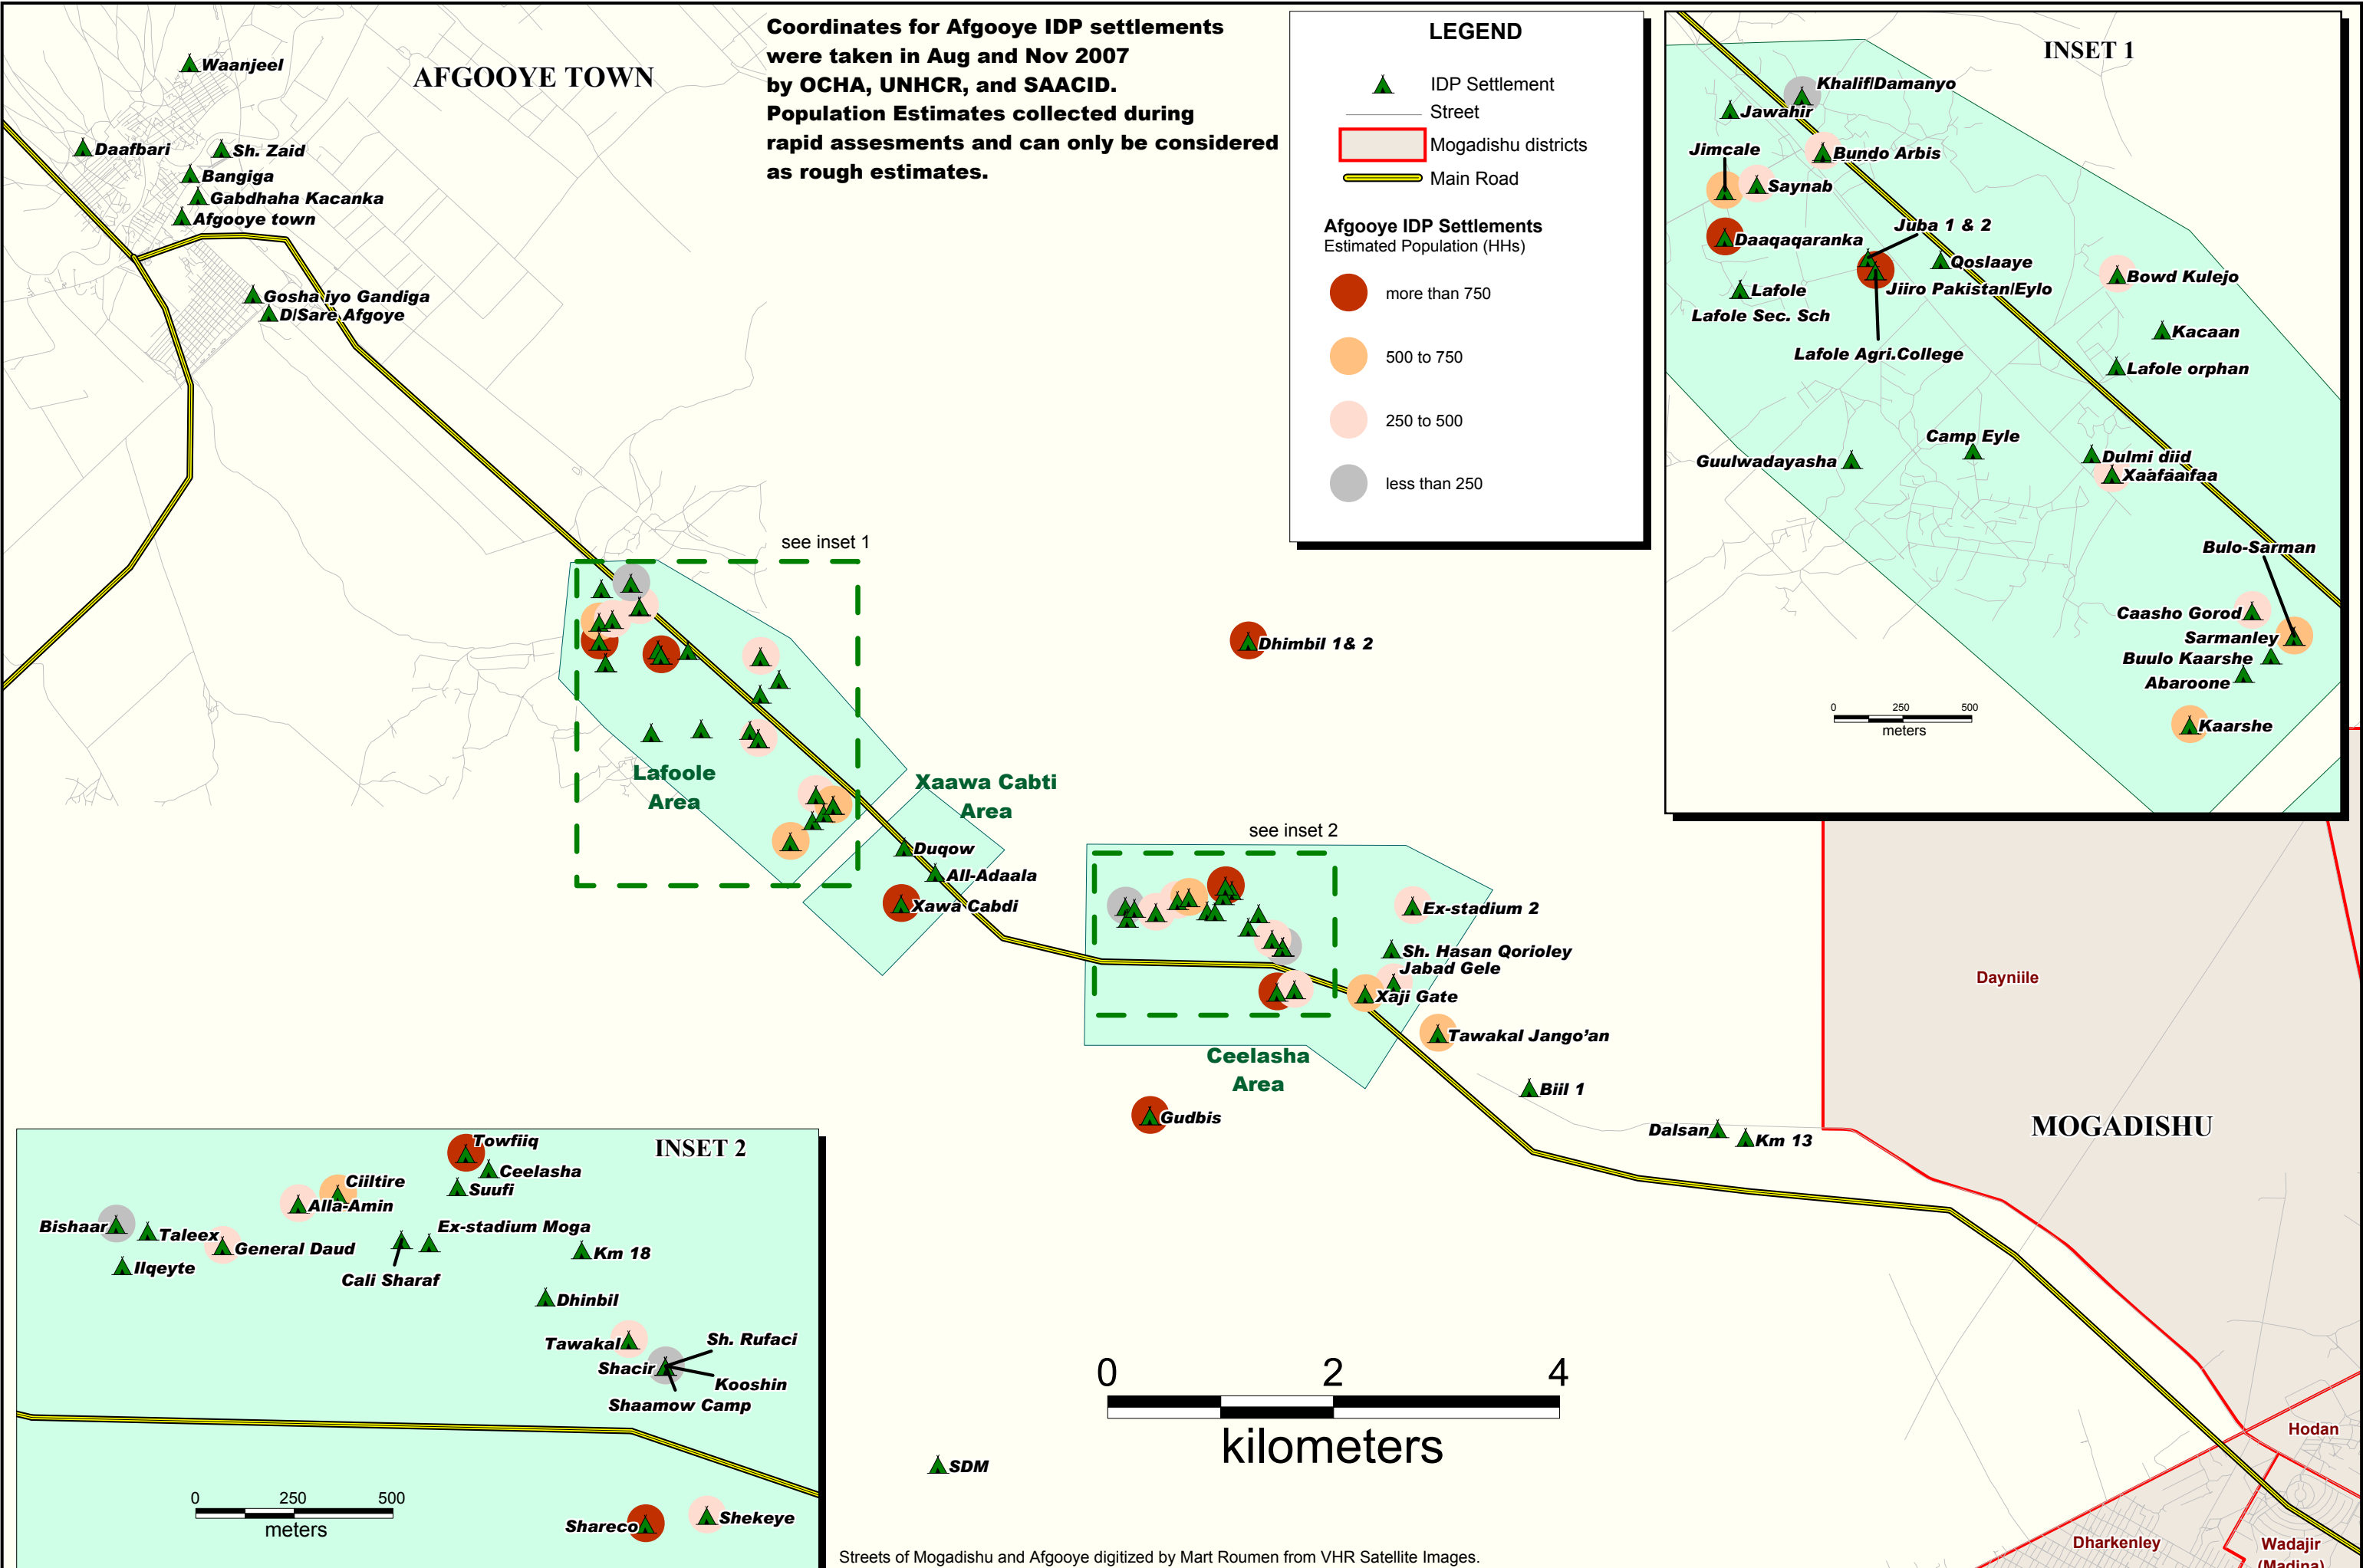 Coordinates for Afgooye IDP settlements
were taken in Aug and Nov 2007
by OCHA, UNHCR, and SAACID.
Population Estimates collected during
rapid assesments and can only be considered
as rough estimates.
AFGOOYE TOWN
Waanjeel
Daafbari
Sh. Zaid
Bangiga
Gabdhaha Kacanka
Afgooye town
Gosha iyo Gandiga
D/Sare Afgoye
LEGEND
IDP Settlement
Street
Mogadishu districts
Main Road
Afgooye IDP Settlements
Estimated Population (HHs)
more than 750
500 to 750
250 to 500
less than 250
INSET 1
Khalif/Damanyo
Jawahir
Jimcale
Bundo Arbis
Saynab
Juba 1 & 2
Daaqaqaranka
Qoslaaye
Bowd Kulejo
Lafole
Jiiro Pakistan/Eylo
Lafole Sec. Sch
Kacaan
Lafole Agri.College
Lafole orphan
Camp Eyle
Guulwadayasha
Dulmi diid
Xaafaaifaa
Bulo-Sarman
Caasho Gorod
Sarmanley
Buulo Kaarshe
Abaroone
Kaarshe
0 250 500
meters
see inset 1
Dhimbil 1& 2
Lafoole
Area
Xaawa Cabti
Area
Duqow
All-Adaala
Xawa Cabdi
see inset 2
Ex-stadium 2
Sh. Hasan Qorioley
Jabad Gele
Xaji Gate
Tawakal Jango'an
Ceelasha
Area
Biil 1
Gudbis
Dalsan
Km 13
Dayniile
MOGADISHU
Hodan
Dharkenley
Wadajir
(Madina)
INSET 2
Towfiiq
Ceelasha
Ciiltire
Suufi
Alla-Amin
Bishaar
Taleex
General Daud
Ex-stadium Moga
Km 18
Ilqeyte
Cali Sharaf
Dhinbil
Tawakal
Sh. Rufaci
Shacir
Kooshin
Shaamow Camp
0 250 500
meters
Shareco
Shekeye
0 2 4
kilometers
SDM
Streets of Mogadishu and Afgooye digitized by Mart Roumen from VHR Satellite Images.